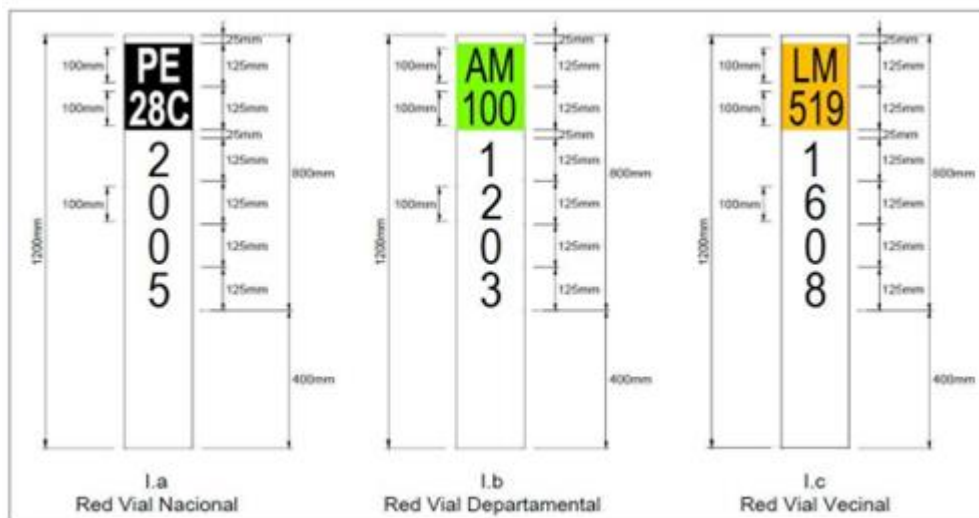 25mm
100mm
PE
125mm
100mm
28C
125mm
25mm
2
125mm
800mm
100mm
0
125mm
1200mm
0
125mm
5
125mm
400mm
I.a
Red Vial Nacional
25mm
100mm
AM
125mm
100mm
100
125mm
25mm
1
125mm
800mm
100mm
2
125mm
1200mm
0
125mm
3
125mm
400mm
I.b
Red Vial Departamental
25mm
100mm
LM
125mm
100mm
519
125mm
25mm
1
125mm
800mm
100mm
6
125mm
1200mm
0
125mm
8
125mm
400mm
I.c
Red Vial Vecinal